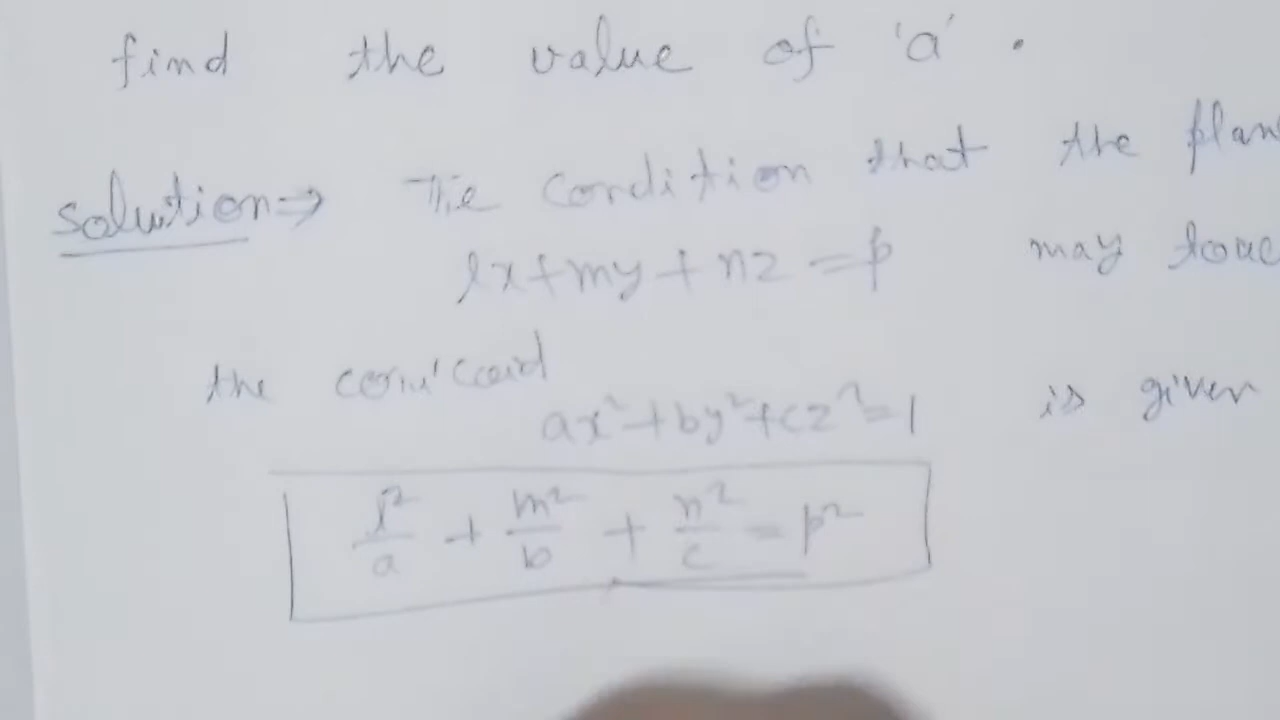 find the value of 'a' .
solution⇒ The condition that the plan
lx+my+nz=p may touc
the conicoid
ax²+by²+cz²=1 is given
l²/a + m²/b + n²/c = p²